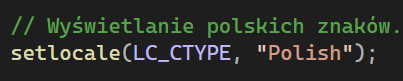 // Wyświetlanie polskich znaków.
setlocale(LC_CTYPE, "Polish");